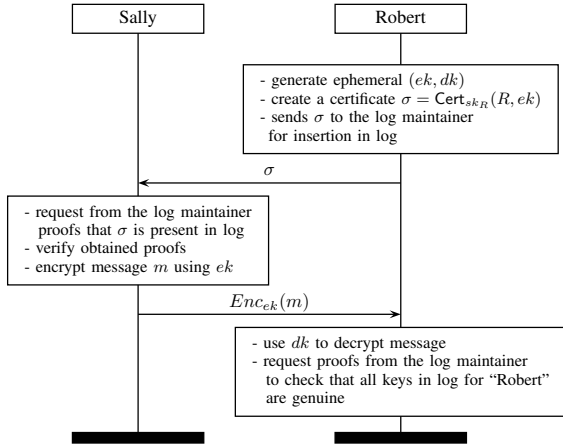 Sally
Robert
- generate ephemeral (ek, dk)
- create a certificate σ = Cert_{sk_R}(R, ek)
- sends σ to the log maintainer
for insertion in log
σ
- request from the log maintainer
proofs that σ is present in log
- verify obtained proofs
- encrypt message m using ek
Enc_{ek}(m)
- use dk to decrypt message
- request proofs from the log maintainer
to check that all keys in log for “Robert”
are genuine